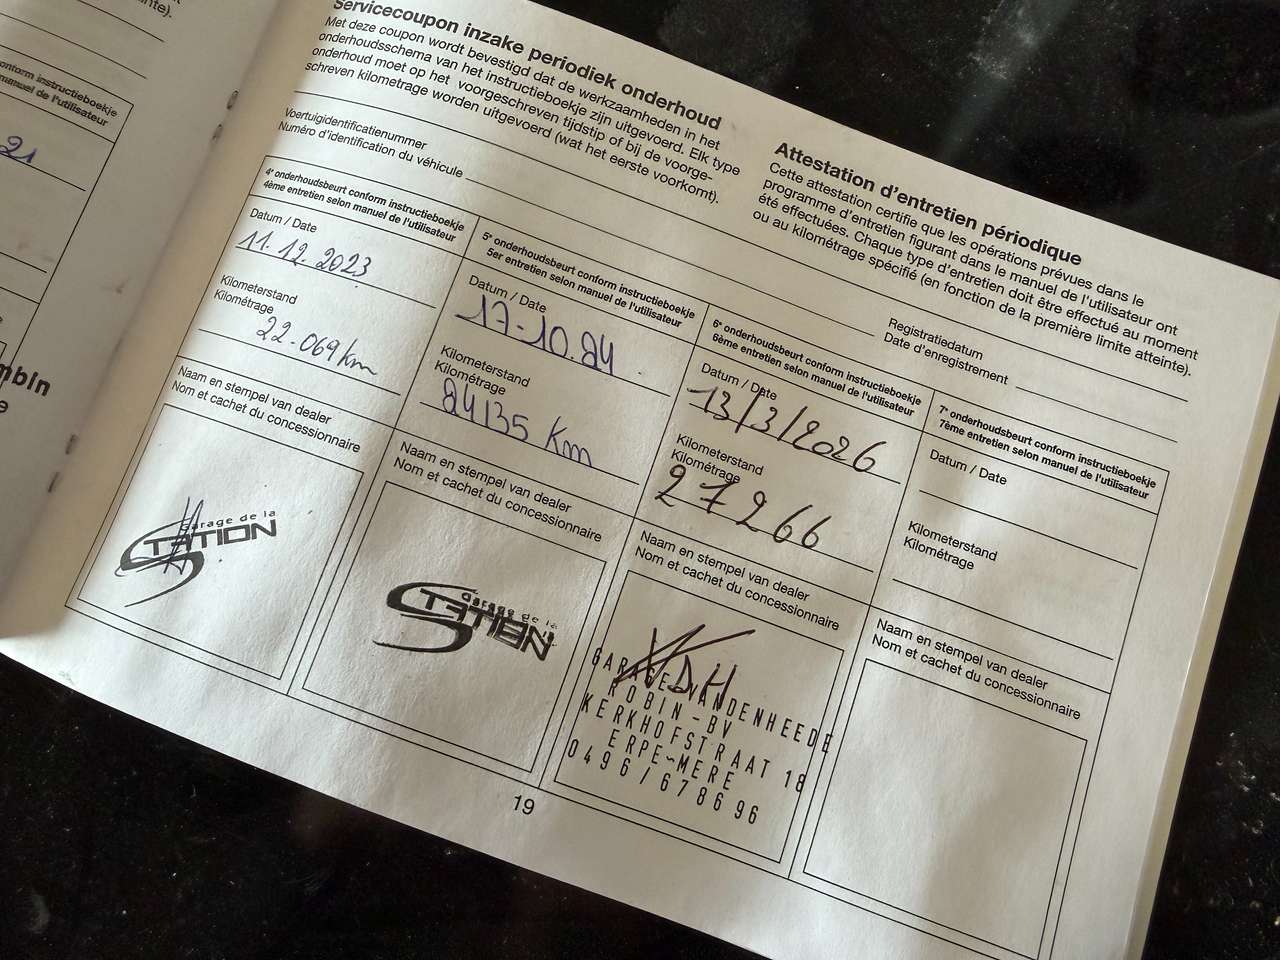 nte).
onform instructieboekje
manuel de l'utilisateur
21
mbin
e
Servicecoupon inzake periodiek onderhoud
Met deze coupon wordt bevestigd dat de werkzaamheden in het
onderhoudsschema van het instructieboekje zijn uitgevoerd. Elk type
onderhoud moet op het voorgeschreven tijdstip of bij de voorge-
schreven kilometrage worden uitgevoerd (wat het eerste voorkomt).
Attestation d'entretien périodique
Cette attestation certifie que les opérations prévues dans le
programme d'entretien figurant dans le manuel de l'utilisateur ont
été effectuées. Chaque type d'entretien doit être effectué au moment
ou au kilométrage spécifié (en fonction de la première limite atteinte).
Voertuigidentificatienummer
Numéro d'identification du véhicule
Registratiedatum
Date d'enregistrement
4e onderhoudsbeurt conform instructieboekje
4ème entretien selon manuel de l'utilisateur
Datum / Date
11.12.2023
Kilometerstand
Kilométrage
22.069 km
Naam en stempel van dealer
Nom et cachet du concessionnaire
Garage de la
STATION
5e onderhoudsbeurt conform instructieboekje
5er entretien selon manuel de l'utilisateur
Datum / Date
17-10.24
Kilometerstand
Kilométrage
24135 Km
Naam en stempel van dealer
Nom et cachet du concessionnaire
Garage de la
STATION
6e onderhoudsbeurt conform instructieboekje
6ème entretien selon manuel de l'utilisateur
Datum / Date
13/3/2026
Kilometerstand
Kilométrage
27266
Naam en stempel van dealer
Nom et cachet du concessionnaire
VDH
GARAGE VANDENHEEDE
ROBIN-BV
KERKHOFSTRAAT 18
ERPE-MERE
0496/678696
7e onderhoudsbeurt conform instructieboekje
7ème entretien selon manuel de l'utilisateur
Datum / Date
Kilometerstand
Kilométrage
Naam en stempel van dealer
Nom et cachet du concessionnaire
19